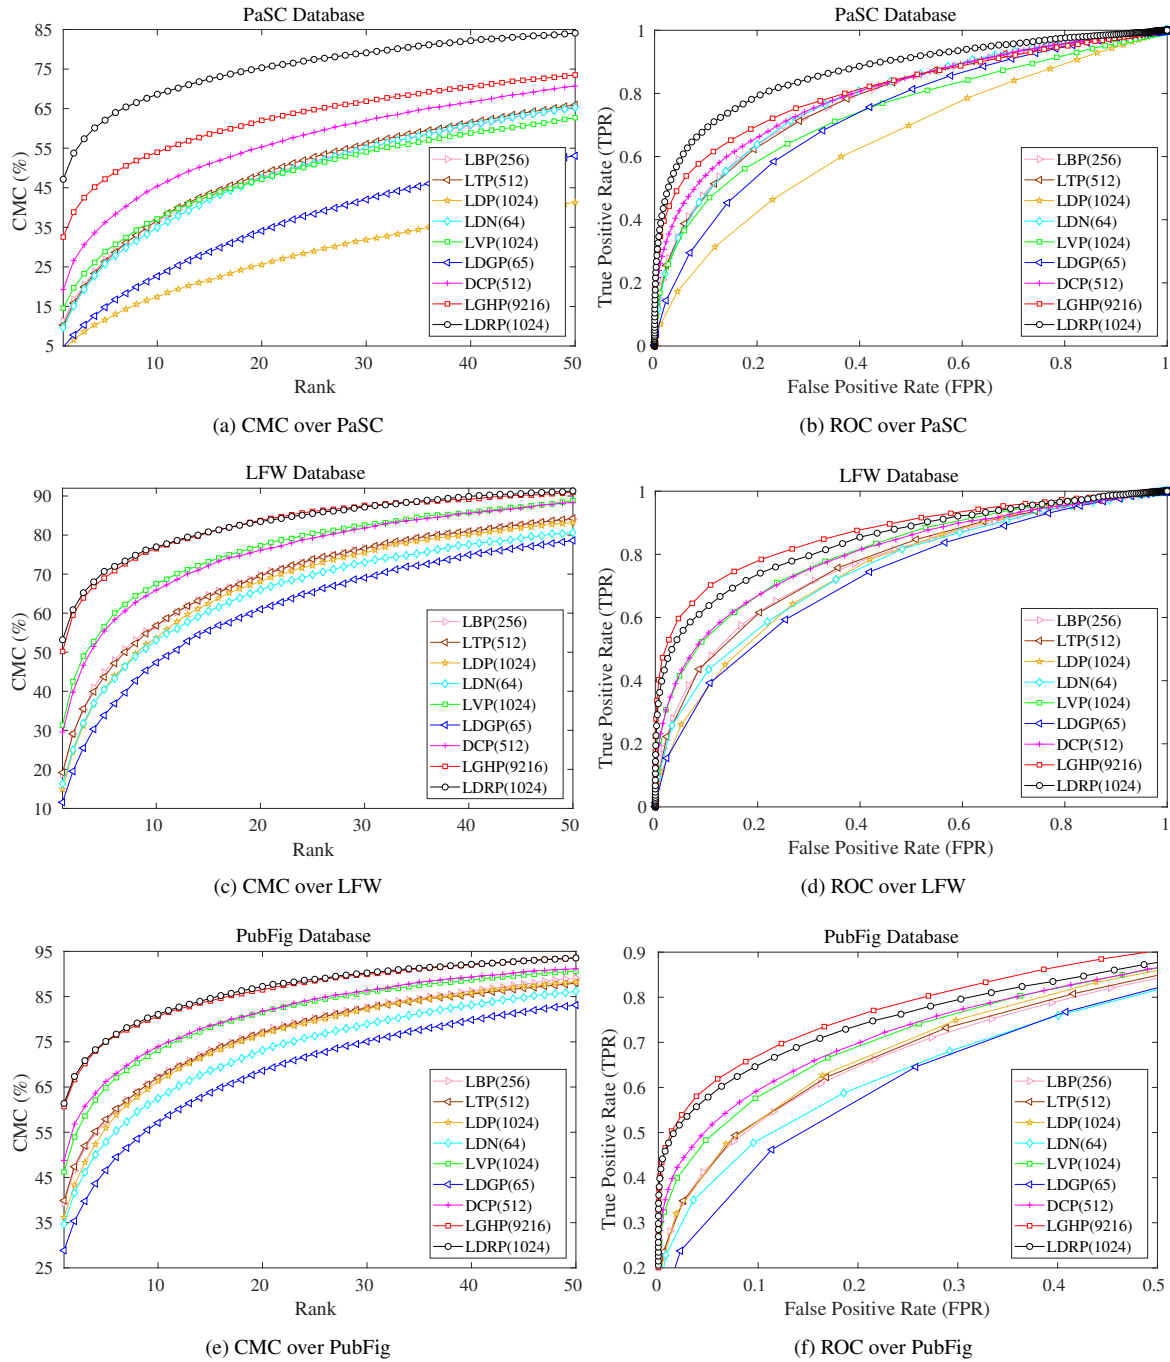 PaSC Database
85
75
65
55
45
35
25
15
5
CMC (%)
10
20
30
40
50
Rank
LBP(256)
LTP(512)
LDP(1024)
LDN(64)
LVP(1024)
LDGP(65)
DCP(512)
LGHP(9216)
LDRP(1024)
(a) CMC over PaSC
PaSC Database
1
0.8
0.6
0.4
0.2
0
True Positive Rate (TPR)
0
0.2
0.4
0.6
0.8
1
False Positive Rate (FPR)
LBP(256)
LTP(512)
LDP(1024)
LDN(64)
LVP(1024)
LDGP(65)
DCP(512)
LGHP(9216)
LDRP(1024)
(b) ROC over PaSC
LFW Database
90
80
70
60
50
40
30
20
10
CMC (%)
10
20
30
40
50
Rank
LBP(256)
LTP(512)
LDP(1024)
LDN(64)
LVP(1024)
LDGP(65)
DCP(512)
LGHP(9216)
LDRP(1024)
(c) CMC over LFW
LFW Database
1
0.8
0.6
0.4
0.2
0
True Positive Rate (TPR)
0
0.2
0.4
0.6
0.8
1
False Positive Rate (FPR)
LBP(256)
LTP(512)
LDP(1024)
LDN(64)
LVP(1024)
LDGP(65)
DCP(512)
LGHP(9216)
LDRP(1024)
(d) ROC over LFW
PubFig Database
95
85
75
65
55
45
35
25
CMC (%)
10
20
30
40
50
Rank
LBP(256)
LTP(512)
LDP(1024)
LDN(64)
LVP(1024)
LDGP(65)
DCP(512)
LGHP(9216)
LDRP(1024)
(e) CMC over PubFig
PubFig Database
0.9
0.8
0.7
0.6
0.5
0.4
0.3
0.2
True Positive Rate (TPR)
0
0.1
0.2
0.3
0.4
0.5
False Positive Rate (FPR)
LBP(256)
LTP(512)
LDP(1024)
LDN(64)
LVP(1024)
LDGP(65)
DCP(512)
LGHP(9216)
LDRP(1024)
(f) ROC over PubFig